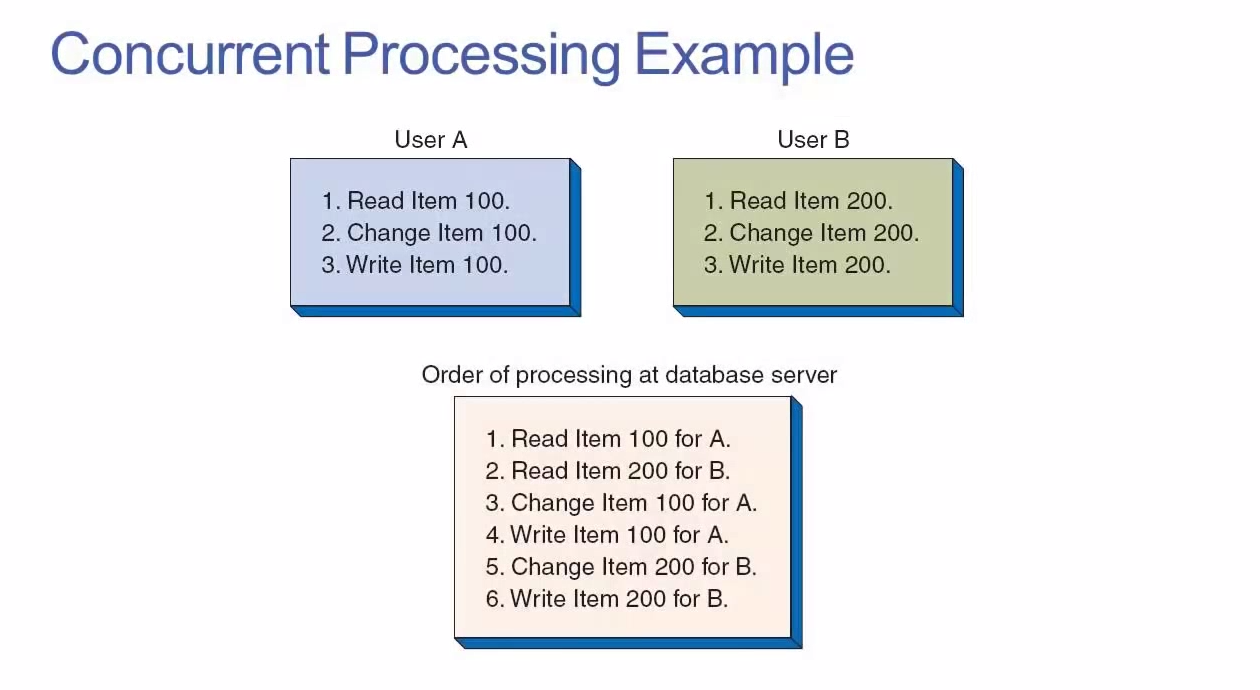 Concurrent Processing Example
User A
1. Read Item 100.
2. Change Item 100.
3. Write Item 100.
User B
1. Read Item 200.
2. Change Item 200.
3. Write Item 200.
Order of processing at database server
1. Read Item 100 for A.
2. Read Item 200 for B.
3. Change Item 100 for A.
4. Write Item 100 for A.
5. Change Item 200 for B.
6. Write Item 200 for B.